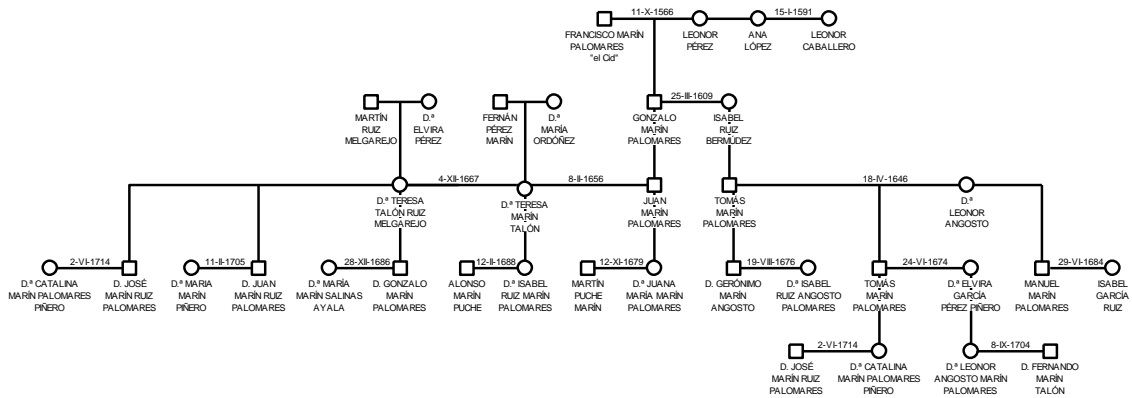 11-X-1566
15-I-1591
FRANCISCO MARÍN
PALOMARES
"el Cid"
LEONOR
PÉREZ
ANA
LÓPEZ
LEONOR
CABALLERO
25-III-1609
MARTÍN
RUIZ
MELGAREJO
D.ª
ELVIRA
PÉREZ
FERNÁN
PÉREZ
MARÍN
D.ª
MARÍA
ORDÓÑEZ
GONZALO
MARÍN
PALOMARES
ISABEL
RUIZ
BERMÚDEZ
4-XII-1667
8-II-1656
18-IV-1646
D.ª TERESA
TALÓN RUIZ
MELGAREJO
D.ª TERESA
MARÍN
TALÓN
JUAN
MARÍN
PALOMARES
TOMÁS
MARÍN
PALOMARES
D.ª
LEONOR
ANGOSTO
2-VI-1714
11-II-1705
28-XII-1686
12-II-1688
12-XI-1679
19-VIII-1676
24-VI-1674
29-VI-1684
D.ª CATALINA
MARÍN PALOMARES
PIÑERO
D. JOSÉ
MARÍN RUIZ
PALOMARES
D.ª MARIA
MARÍN
PIÑERO
D. JUAN
MARÍN RUIZ
PALOMARES
D.ª MARÍA
MARÍN SALINAS
AYALA
D. GONZALO
MARÍN
PALOMARES
ALONSO
MARÍN
PUCHE
D.ª ISABEL
RUIZ MARÍN
PALOMARES
MARTÍN
PUCHE
MARÍN
D.ª JUANA
MARÍA MARÍN
PALOMARES
D. GERÓNIMO
MARÍN
ANGOSTO
D.ª ISABEL
RUIZ ANGOSTO
PALOMARES
TOMÁS
MARÍN
PALOMARES
D.ª ELVIRA
GARCÍA
PÉREZ PIÑERO
MANUEL
MARÍN
PALOMARES
ISABEL
GARCÍA
RUIZ
2-VI-1714
8-IX-1704
D. JOSÉ
MARÍN RUIZ
PALOMARES
D.ª CATALINA
MARÍN PALOMARES
PIÑERO
D.ª LEONOR
ANGOSTO MARÍN
PALOMARES
D. FERNANDO
MARÍN
TALÓN